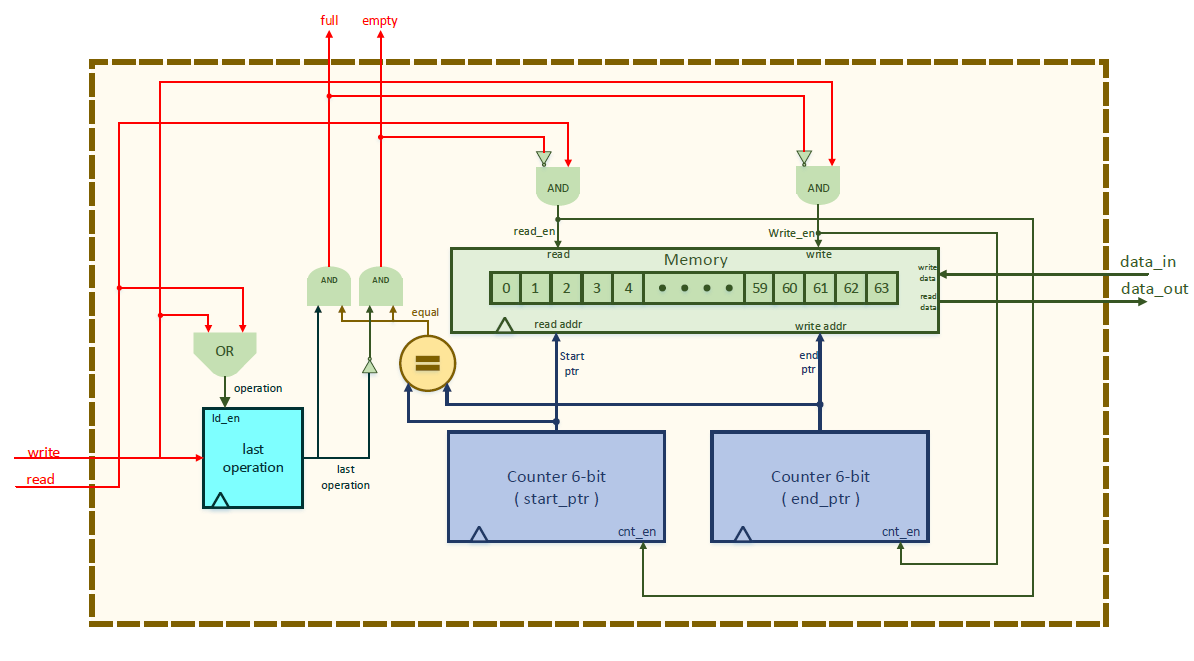 full empty
AND AND
read_en Write_en
read write
Memory
write
data
data_in
0 1 2 3 4 59 60 61 62 63
data_out
read
data
AND AND
equal
read addr write addr
OR
Start
ptr
end
ptr
operation
ld_en
last
operation
write
read
last
operation
Counter 6-bit
( start_ptr )
cnt_en
Counter 6-bit
( end_ptr )
cnt_en